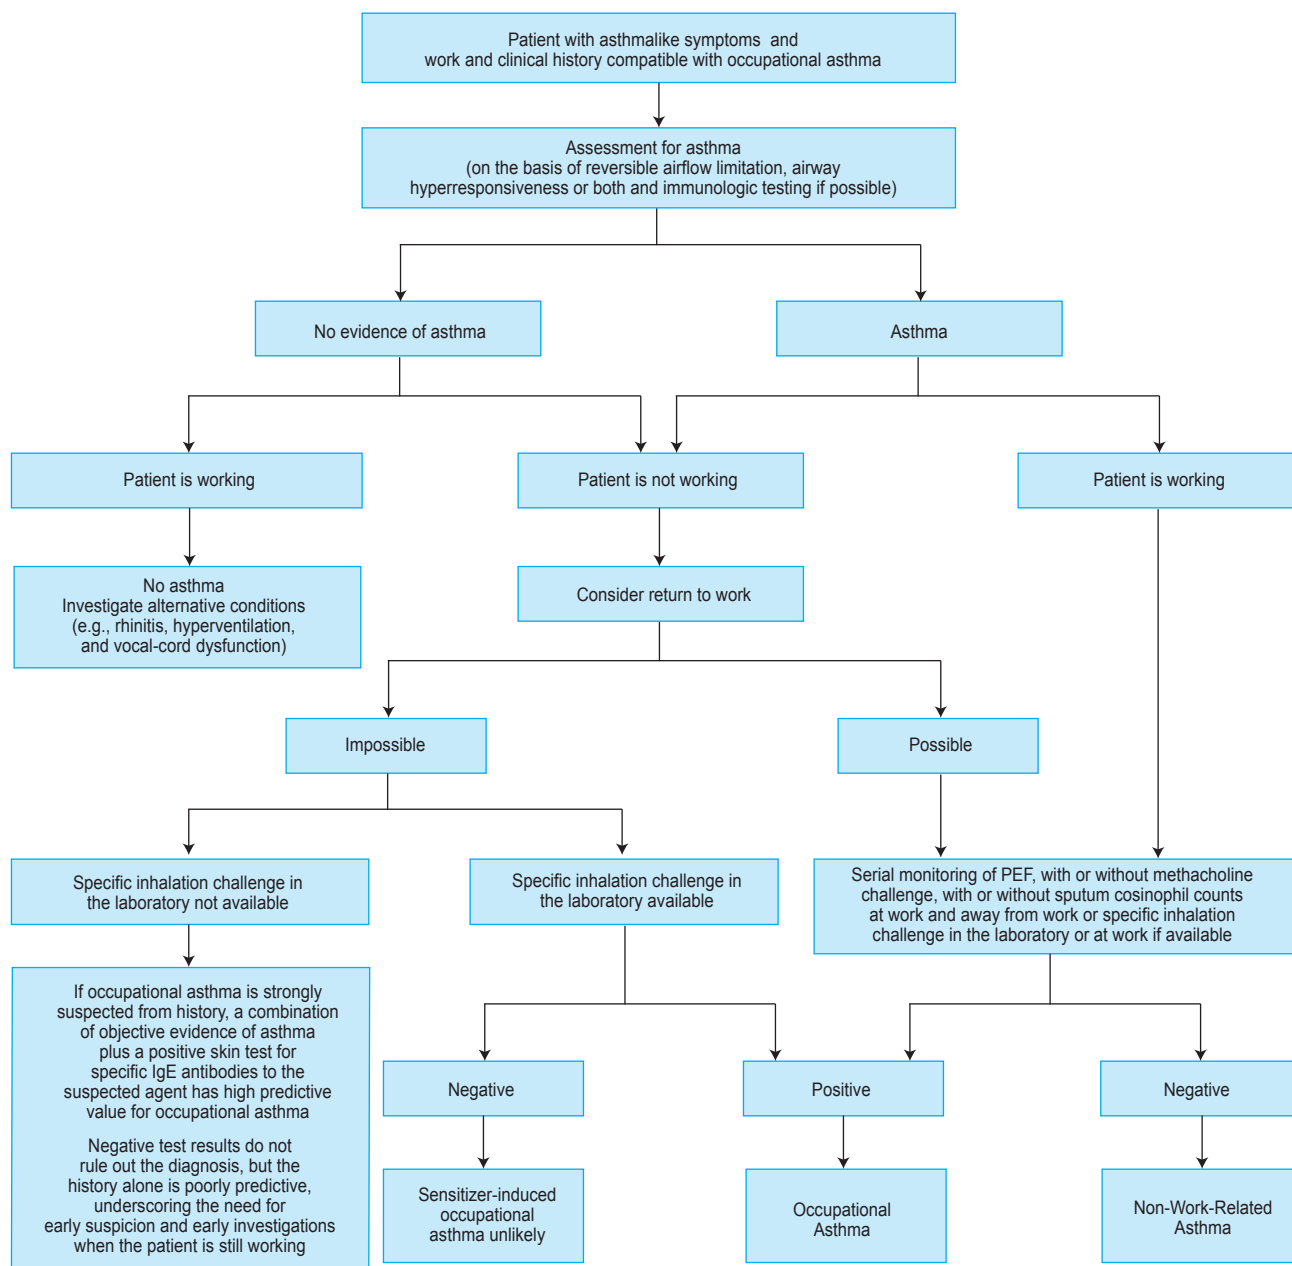 Patient with asthmalike symptoms and
work and clinical history compatible with occupational asthma
Assessment for asthma
(on the basis of reversible airflow limitation, airway
hyperresponsiveness or both and immunologic testing if possible)
No evidence of asthma
Asthma
Patient is working
Patient is not working
Patient is working
No asthma
Investigate alternative conditions
(e.g., rhinitis, hyperventilation,
and vocal-cord dysfunction)
Consider return to work
Impossible
Possible
Specific inhalation challenge in
the laboratory not available
Specific inhalation challenge in
the laboratory available
Serial monitoring of PEF, with or without methacholine
challenge, with or without sputum cosinophil counts
at work and away from work or specific inhalation
challenge in the laboratory or at work if available
If occupational asthma is strongly
suspected from history, a combination
of objective evidence of asthma
plus a positive skin test for
specific IgE antibodies to the
suspected agent has high predictive
value for occupational asthma
Negative test results do not
rule out the diagnosis, but the
history alone is poorly predictive,
underscoring the need for
early suspicion and early investigations
when the patient is still working
Negative
Positive
Negative
Sensitizer-induced
occupational
asthma unlikely
Occupational
Asthma
Non-Work-Related
Asthma